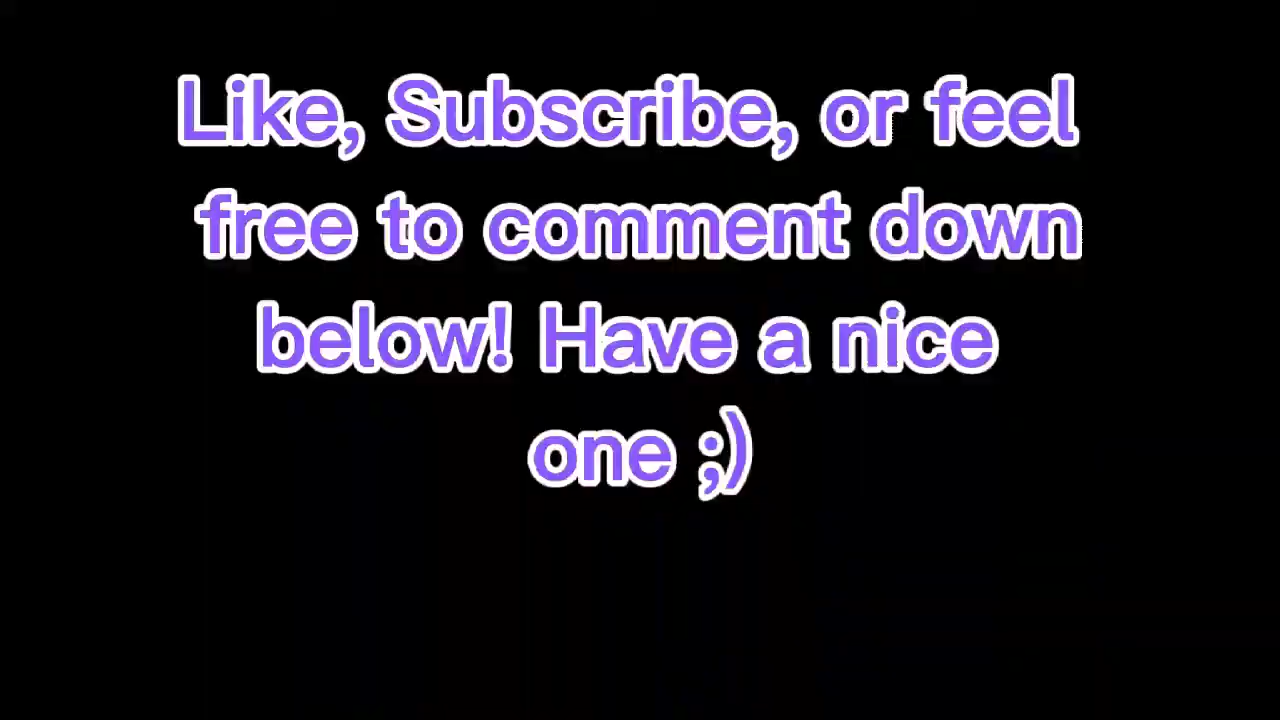 Like, Subscribe, or feel
free to comment down
below! Have a nice
one ;)